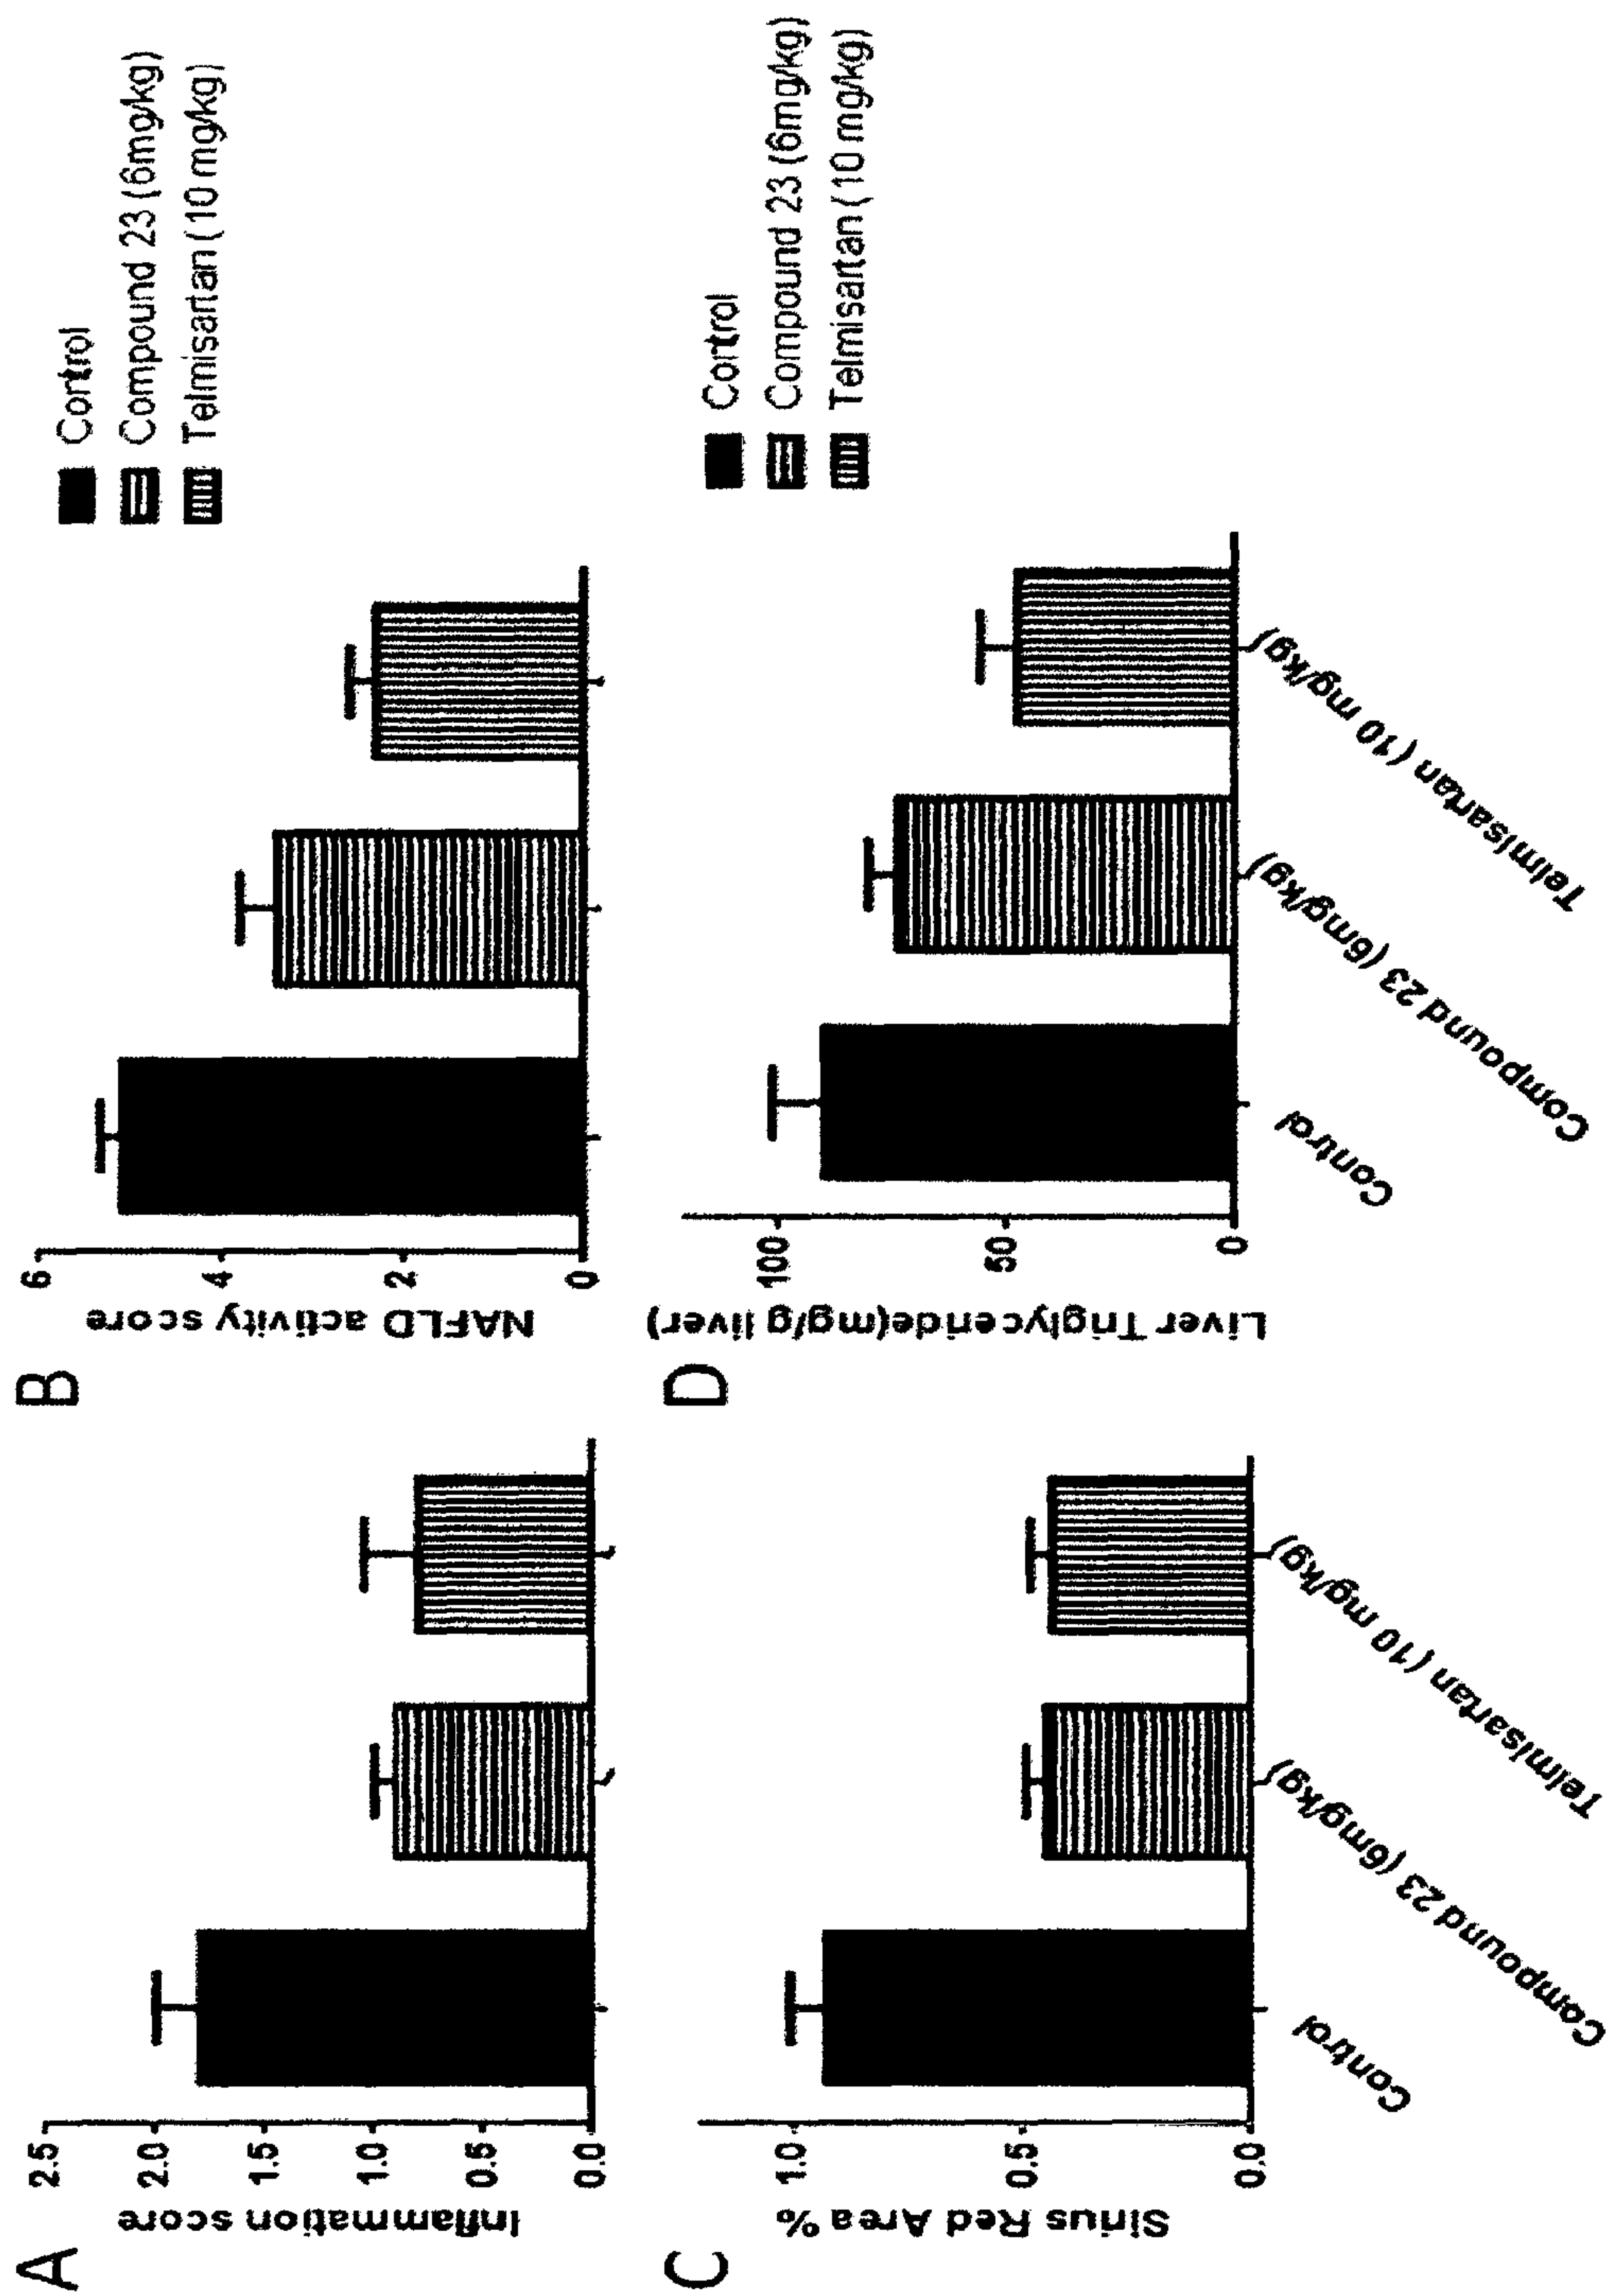 A
Inflammation score
2.5
2.0
1.5
1.0
0.5
0.0
B
NAFLD activity score
6
4
2
0
Control
Compound 23 (6mg/kg)
Telmisartan (10 mg/kg)
C
Sirius Red Area %
1.0
0.5
0.0
Control
Compound 23 (6mg/kg)
Telmisartan (10 mg/kg)
D
Liver Triglyceride(mg/g liver)
100
50
0
Control
Compound 23 (6mg/kg)
Telmisartan (10 mg/kg)
Control
Compound 23 (6mg/kg)
Telmisartan (10 mg/kg)